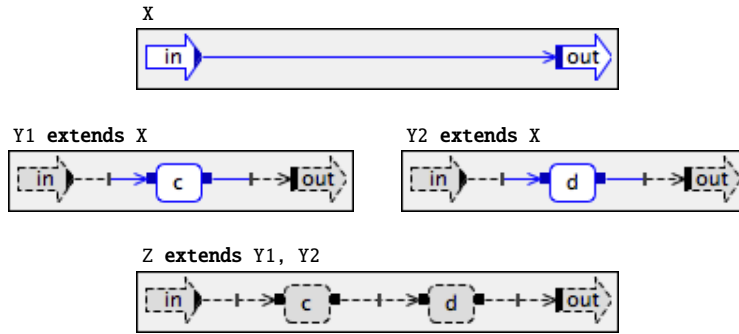 X
in out
Y1 extends X
in c out
Y2 extends X
in d out
Z extends Y1, Y2
in c d out